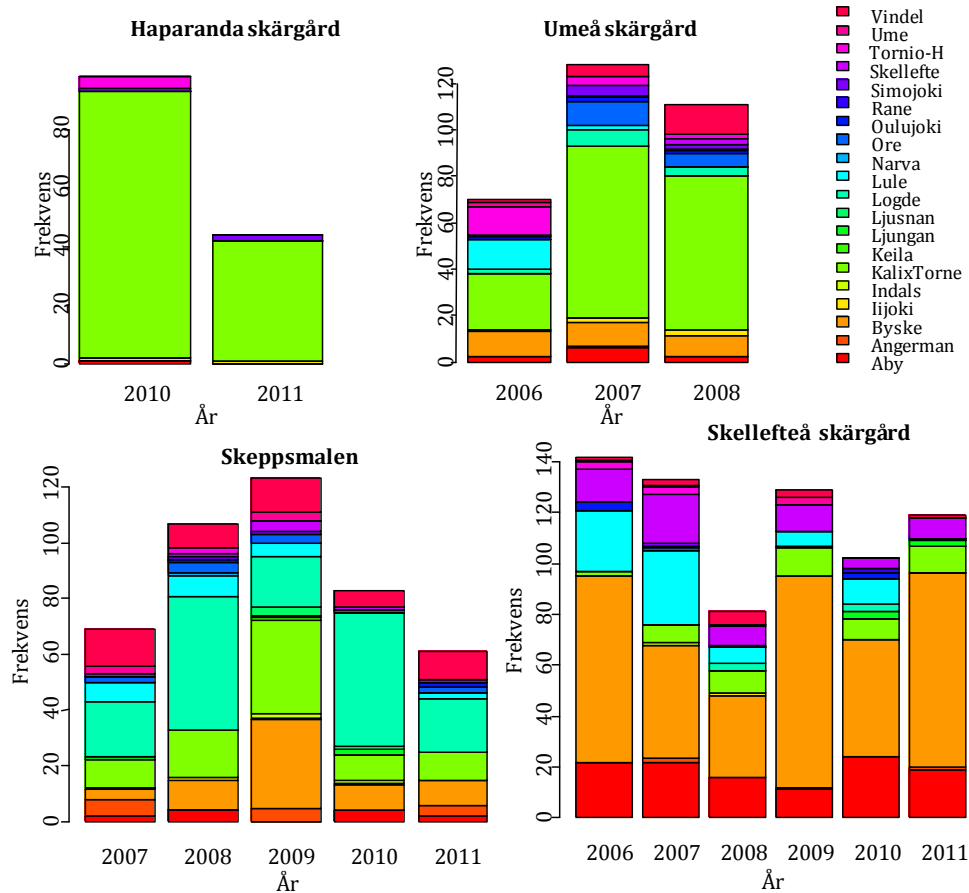 Haparanda skärgård
Frekvens
0
20
40
60
80
2010
2011
År
Umeå skärgård
Frekvens
0
20
40
60
80
100
120
2006
2007
2008
År
Vindel
Ume
Tornio-H
Skellefte
Simojoki
Rane
Oulujoki
Ore
Narva
Lule
Logde
Ljusnan
Ljungan
Keila
KalixTorne
Indals
Iijoki
Byske
Angerman
Aby
Skeppsmalen
Frekvens
0
20
40
60
80
100
120
2007
2008
2009
2010
2011
År
Skellefteå skärgård
Frekvens
0
20
40
60
80
100
120
140
2006
2007
2008
2009
2010
2011
År